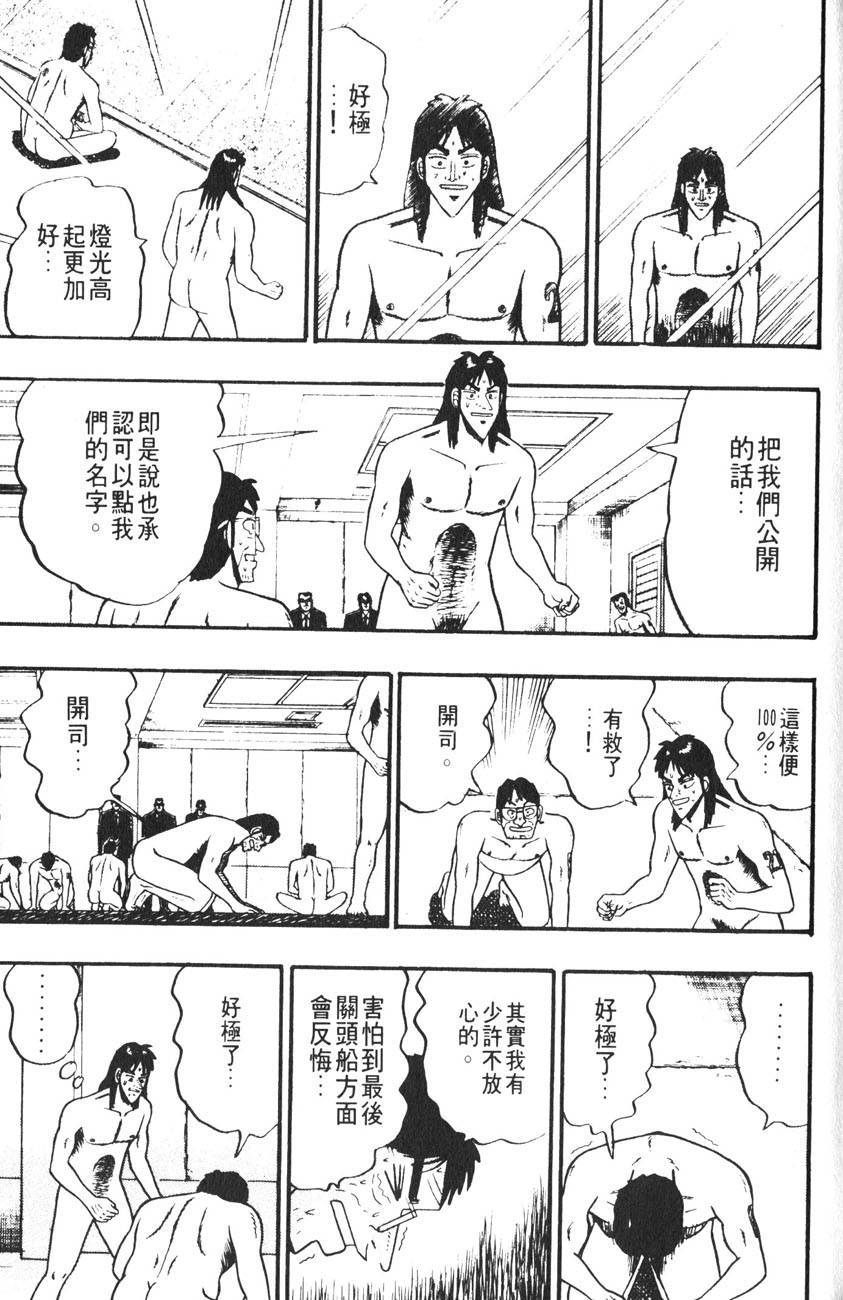 好極
…!
燈光高
起更加
好…
把我們公開
的話…
即是說也承
認可以點我
們的名字。
這樣便
100%…
有救了
…!
開司。
開司…
………
好極了…
其實我有
少許不放
心的。
害怕到最後
關頭船方面
會反悔…
好極了…
………
2
21